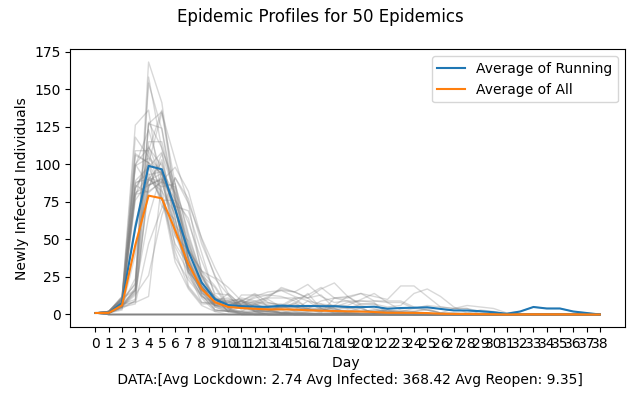 Epidemic Profiles for 50 Epidemics
175
150
125
100
75
50
25
0
Newly Infected Individuals
Average of Running
Average of All
0 1 2 3 4 5 6 7 8 9 10 11 12 13 14 15 16 17 18 19 20 21 22 23 24 25 26 27 28 29 30 31 32 33 34 35 36 37 38
Day
DATA:[Avg Lockdown: 2.74 Avg Infected: 368.42 Avg Reopen: 9.35]